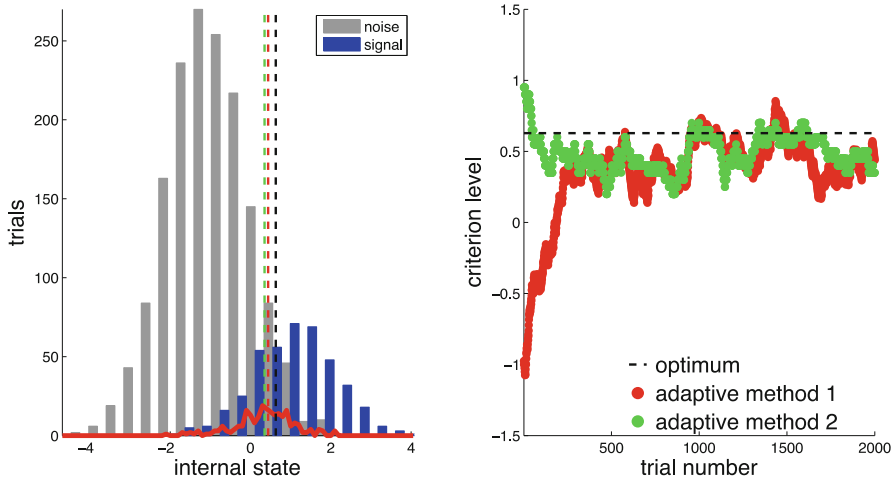 250
200
150
100
50
0
trials
-4
-2
0
2
4
internal state
noise
signal
1.5
1
0.5
0
-0.5
-1
-1.5
criterion level
500
1000
1500
2000
trial number
optimum
adaptive method 1
adaptive method 2